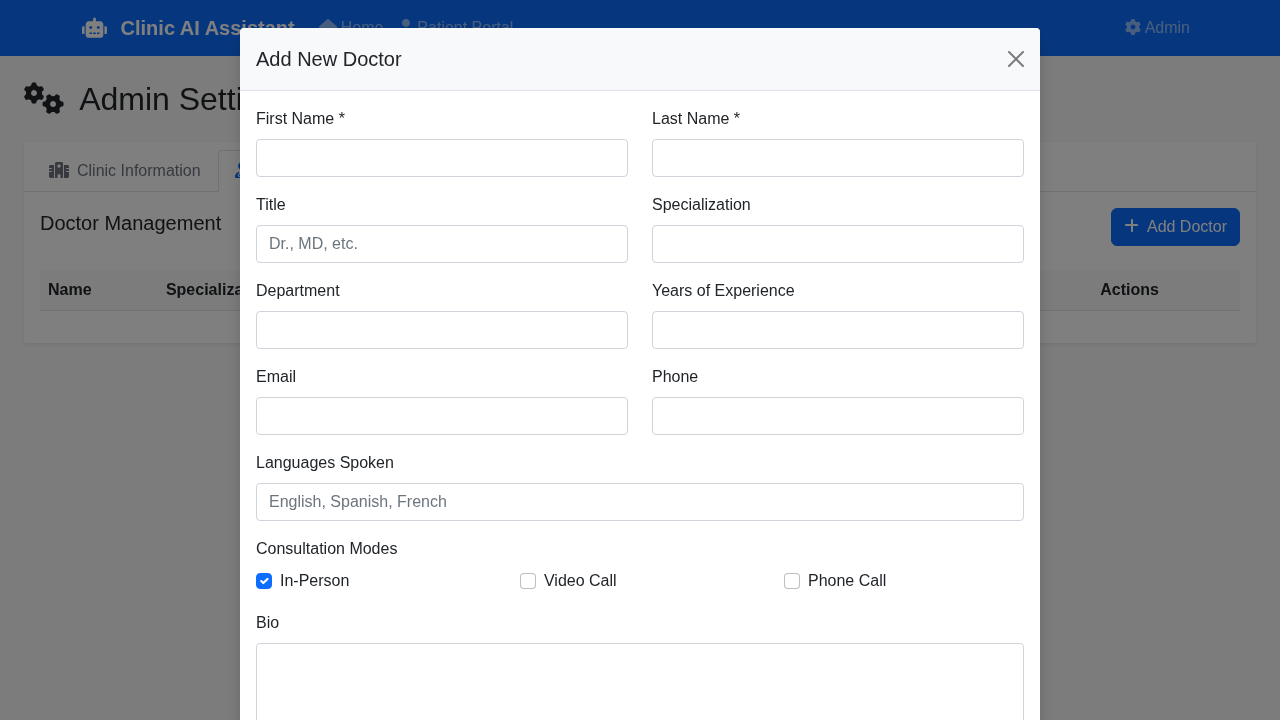 Clinic AI Assistant Home Patient Portal Admin
Add New Doctor
Admin Setti
First Name * Last Name *
Clinic Information
Title Specialization
Doctor Management
Dr., MD, etc.
Add Doctor
Department Years of Experience
Name Specializa Actions
Email Phone
Languages Spoken
English, Spanish, French
Consultation Modes
In-Person Video Call Phone Call
Bio